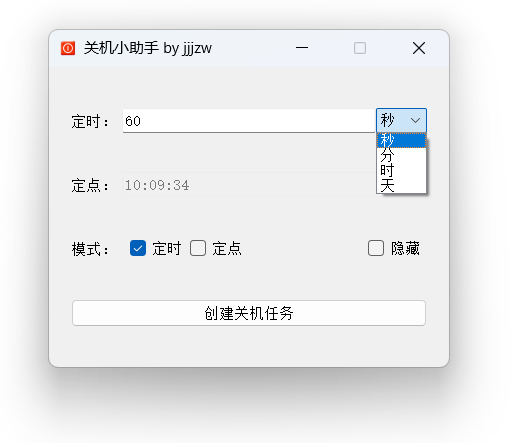 关机小助手 by jjjzw
定时： 60 秒
秒
分
时
天
定点： 10:09:34
模式： 定时 定点 隐藏
创建关机任务